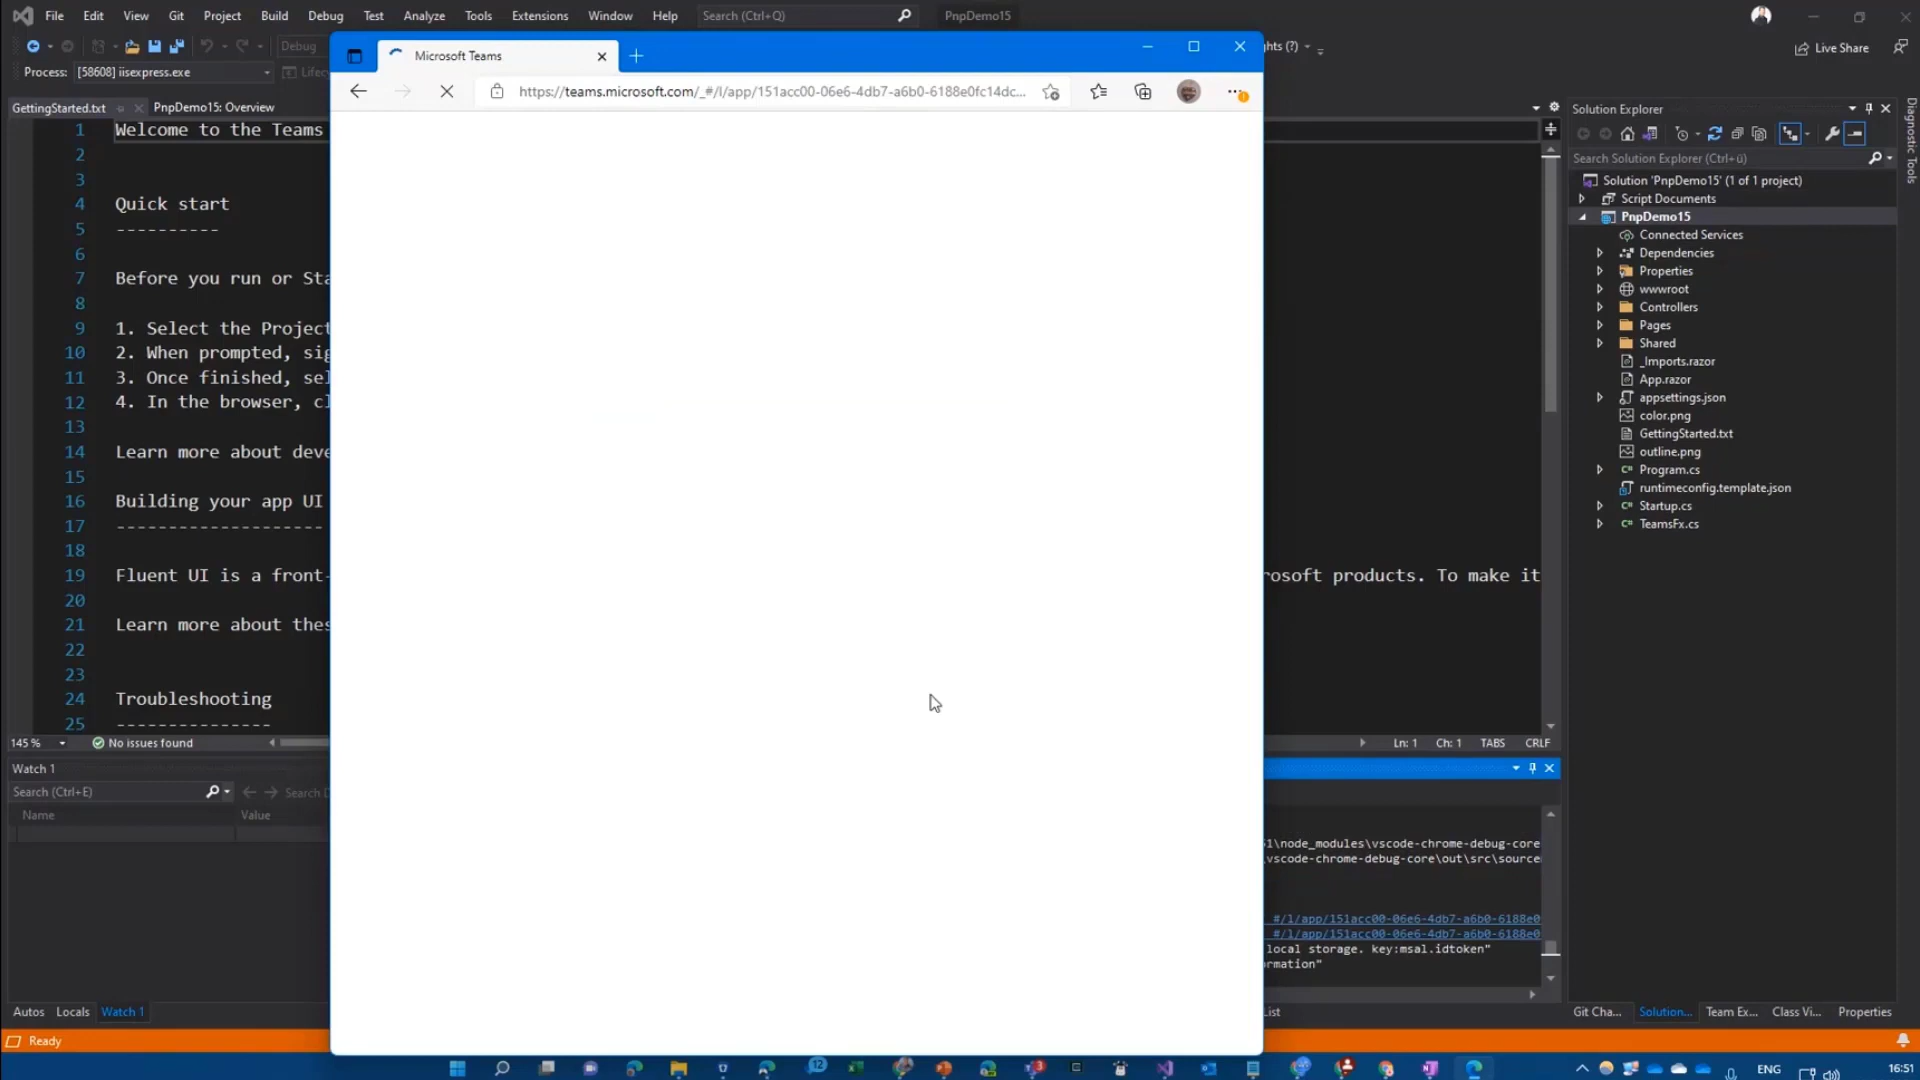 File Edit View Git Project Build Debug Test Analyze Tools Extensions Window Help Search (Ctrl+Q) PnpDemo15
Debug
Live Share
Process: [58608] iisexpress.exe
Microsoft Teams
https://teams.microsoft.com/_#/l/app/151acc00-06e6-4db7-a6b0-6188e0fc14dc...
GettingStarted.txt PnpDemo15: Overview
1 Welcome to the Teams
2
3
4 Quick start
5 ----------
6
7 Before you run or Sta
8
9 1. Select the Project
10 2. When prompted, sig
11 3. Once finished, sel
12 4. In the browser, cl
13
14 Learn more about deve
15
16 Building your app UI
17 --------------------
18
19 Fluent UI is a front- rosoft products. To make it
20
21 Learn more about thes
22
23
24 Troubleshooting
25 ---------------
145 % No issues found
Ln: 1 Ch: 1 TABS CRLF
Watch 1
Search (Ctrl+E) Search
Name Value
Autos Locals Watch 1
Ready
\node_modules\vscode-chrome-debug-core
\vscode-chrome-debug-core\out\src\source
_#/l/app/151acc00-06e6-4db7-a6b0-6188e0
_#/l/app/151acc00-06e6-4db7-a6b0-6188e0
local storage. key:msal.idtoken"
rmation"
Solution Explorer
Search Solution Explorer (Ctrl+ü)
Solution 'PnpDemo15' (1 of 1 project)
Script Documents
PnpDemo15
Connected Services
Dependencies
Properties
wwwroot
Controllers
Pages
Shared
_Imports.razor
App.razor
appsettings.json
color.png
GettingStarted.txt
outline.png
Program.cs
runtimeconfig.template.json
Startup.cs
TeamsFx.cs
Diagnostic Tools
Git Cha... Solution... Team Ex... Class Vi... Properties
12
3
ENG
16:51